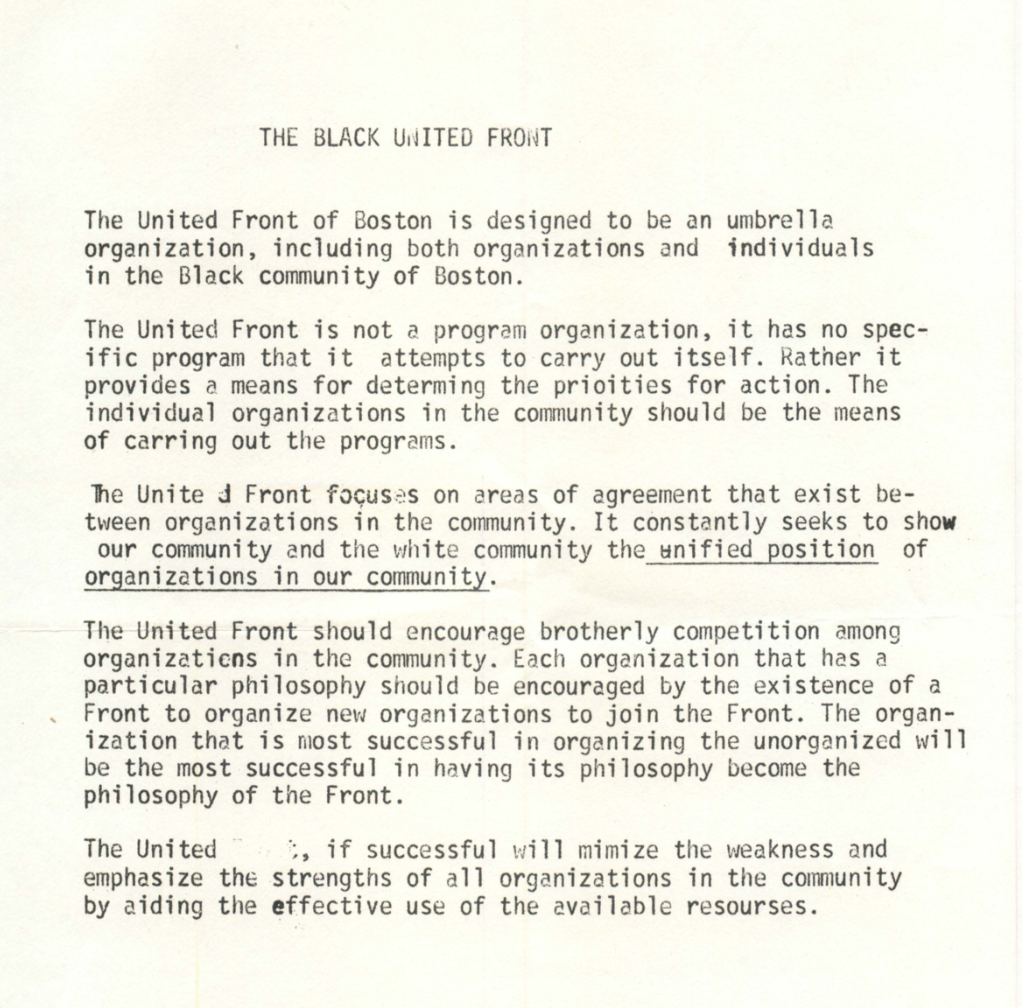 THE BLACK UNITED FRONT
The United Front of Boston is designed to be an umbrella
organization, including both organizations and individuals
in the Black community of Boston.
The United Front is not a program organization, it has no spec-
ific program that it attempts to carry out itself. Rather it
provides a means for determing the prioities for action. The
individual organizations in the community should be the means
of carring out the programs.
The United Front focuses on areas of agreement that exist be-
tween organizations in the community. It constantly seeks to show
our community and the white community the unified position of
organizations in our community.
The United Front should encourage brotherly competition among
organizations in the community. Each organization that has a
particular philosophy should be encouraged by the existence of a
Front to organize new organizations to join the Front. The organ-
ization that is most successful in organizing the unorganized will
be the most successful in having its philosophy become the
philosophy of the Front.
The United , if successful will mimize the weakness and
emphasize the strengths of all organizations in the community
by aiding the effective use of the available resourses.